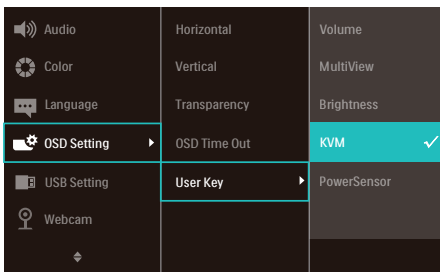 Audio
Color
Language
OSD Setting
USB Setting
Webcam
Horizontal
Vertical
Transparency
OSD Time Out
User Key
Volume
MultiView
Brightness
KVM
PowerSensor